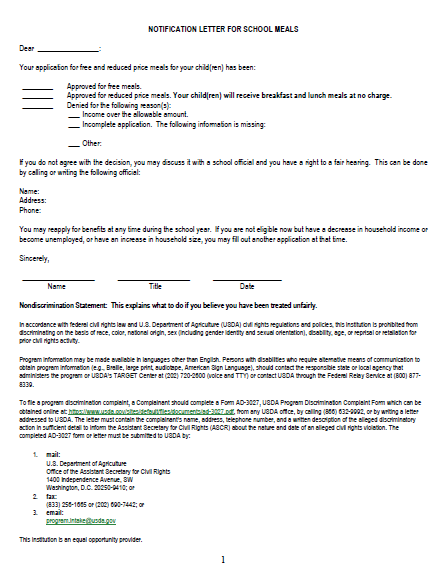 NOTIFICATION LETTER FOR SCHOOL MEALS
Dear ________________:
Your application for free and reduced price meals for your child(ren) has been:
________ Approved for free meals.
________ Approved for reduced price meals. Your child(ren) will receive breakfast and lunch meals at no charge.
________ Denied for the following reason(s):
___ Income over the allowable amount.
___ Incomplete application. The following information is missing:
___ Other:
If you do not agree with the decision, you may discuss it with a school official and you have a right to a fair hearing. This can be done
by calling or writing the following official:
Name:
Address:
Phone:
You may reapply for benefits at any time during the school year. If you are not eligible now but have a decrease in household income or
become unemployed, or have an increase in household size, you may fill out another application at that time.
Sincerely,
Name Title Date
Nondiscrimination Statement: This explains what to do if you believe you have been treated unfairly.
In accordance with federal civil rights law and U.S. Department of Agriculture (USDA) civil rights regulations and policies, this institution is prohibited from
discriminating on the basis of race, color, national origin, sex (including gender identity and sexual orientation), disability, age, or reprisal or retaliation for
prior civil rights activity.
Program information may be made available in languages other than English. Persons with disabilities who require alternative means of communication to
obtain program information (e.g., Braille, large print, audiotape, American Sign Language), should contact the responsible state or local agency that
administers the program or USDA's TARGET Center at (202) 720-2600 (voice and TTY) or contact USDA through the Federal Relay Service at (800) 877-
8339.
To file a program discrimination complaint, a Complainant should complete a Form AD-3027, USDA Program Discrimination Complaint Form which can be
obtained online at: https://www.usda.gov/sites/default/files/documents/ad-3027.pdf, from any USDA office, by calling (866) 632-9992, or by writing a letter
addressed to USDA. The letter must contain the complainant's name, address, telephone number, and a written description of the alleged discriminatory
action in sufficient detail to inform the Assistant Secretary for Civil Rights (ASCR) about the nature and date of an alleged civil rights violation. The
completed AD-3027 form or letter must be submitted to USDA by:
1. mail:
U.S. Department of Agriculture
Office of the Assistant Secretary for Civil Rights
1400 Independence Avenue, SW
Washington, D.C. 20250-9410; or
2. fax:
(833) 256-1665 or (202) 690-7442; or
3. email:
program.intake@usda.gov
This institution is an equal opportunity provider.
1